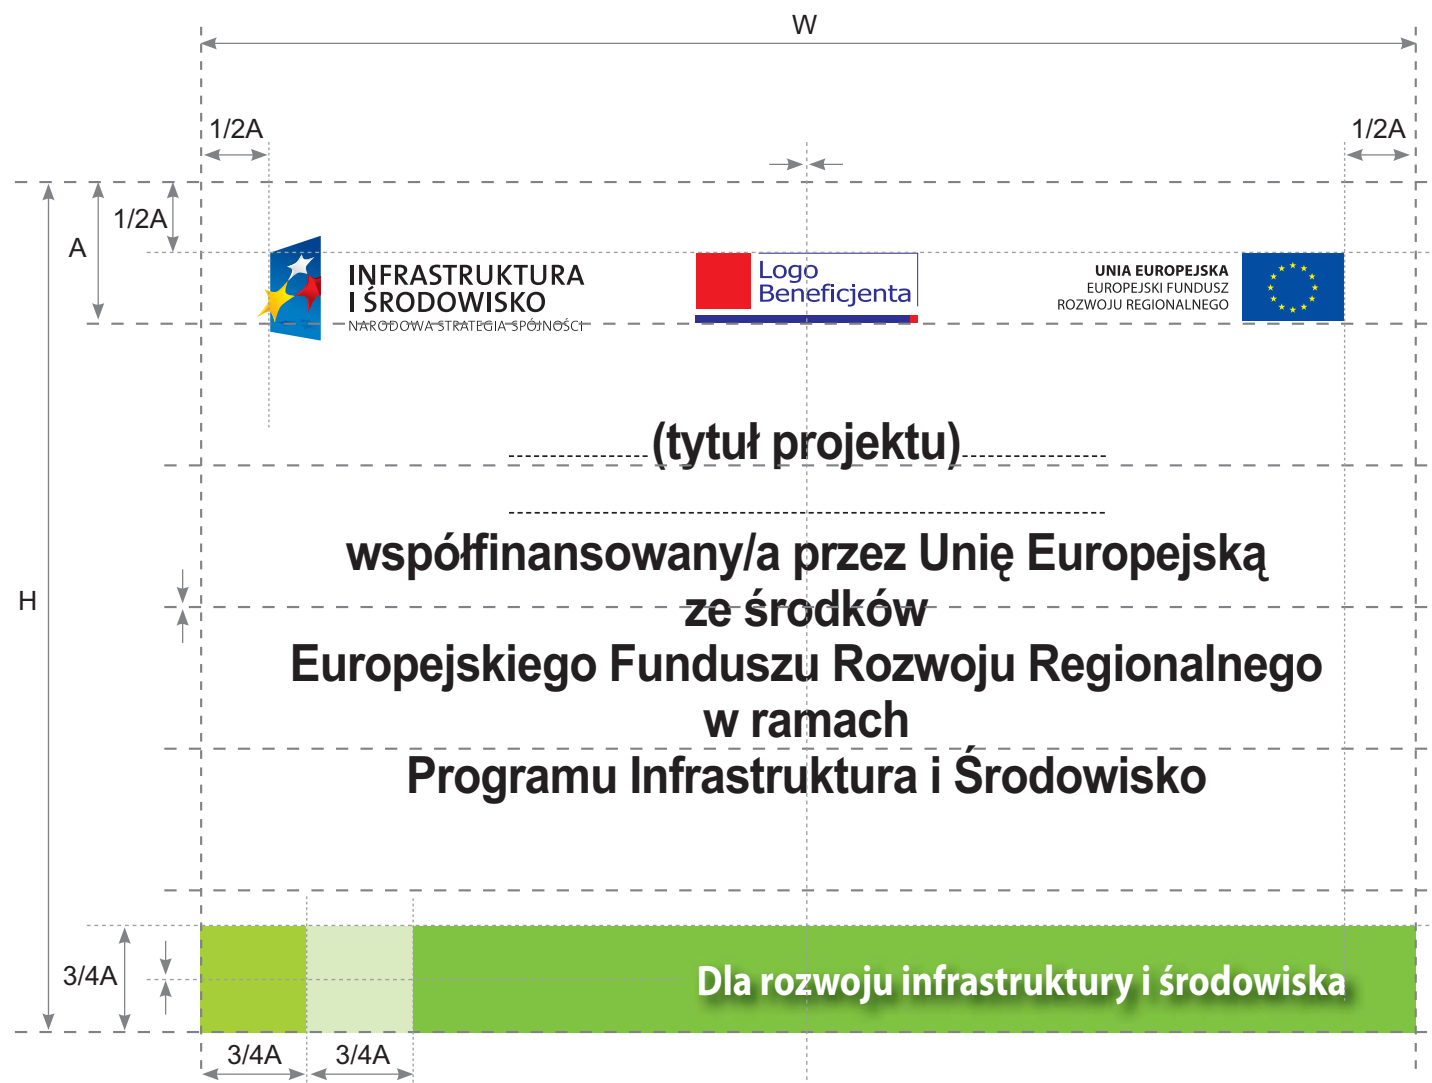 W
1/2A
1/2A
1/2A
A
INFRASTRUKTURA
I ŚRODOWISKO
NARODOWA STRATEGIA SPÓJNOŚCI
Logo
Beneficjenta
UNIA EUROPEJSKA
EUROPEJSKI FUNDUSZ
ROZWOJU REGIONALNEGO
(tytuł projektu)
współfinansowany/a przez Unię Europejską
ze środków
H
Europejskiego Funduszu Rozwoju Regionalnego
w ramach
Programu Infrastruktura i Środowisko
3/4A
Dla rozwoju infrastruktury i środowiska
3/4A
3/4A